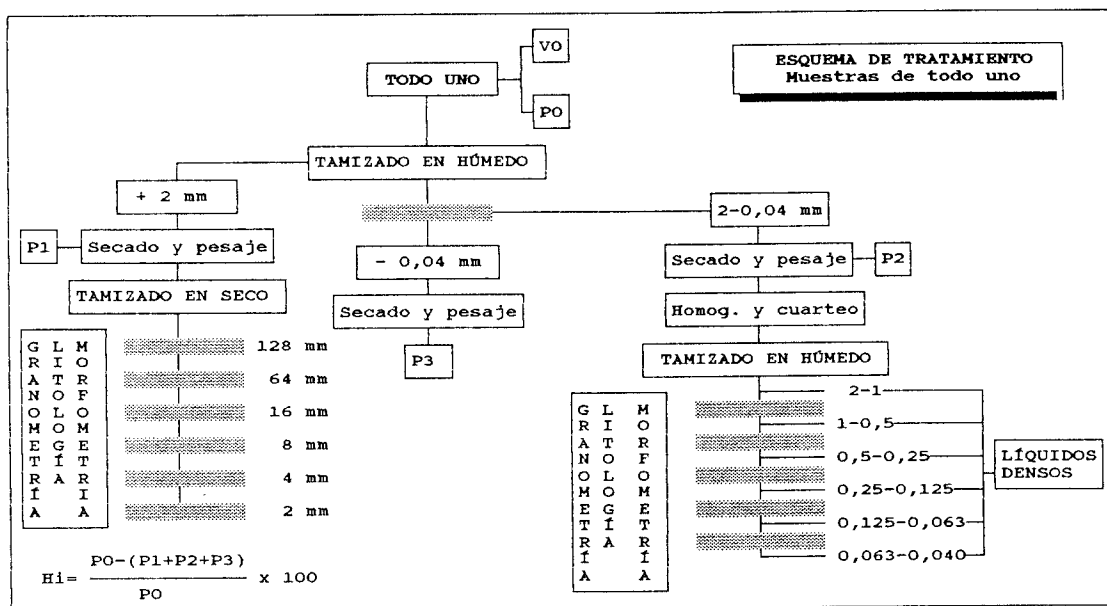 VO
ESQUEMA DE TRATAMIENTO
Muestras de todo uno
TODO UNO
PO
TAMIZADO EN HÚMEDO
+ 2 mm
2-0,04 mm
P1
Secado y pesaje
- 0,04 mm
Secado y pesaje
P2
TAMIZADO EN SECO
Secado y pesaje
Homog. y cuarteo
P3
TAMIZADO EN HÚMEDO
GRANOMETRÍA
LITOLOGÍA
MORFOMETRIA
128 mm
64 mm
16 mm
8 mm
4 mm
2 mm
GRANOMETRÍA
LITOLOGÍA
MORFOMETRÍA
2-1
1-0,5
0,5-0,25
0,25-0,125
0,125-0,063
0,063-0,040
LÍQUIDOS
DENSOS
Hi= PO-(P1+P2+P3) x 100
PO